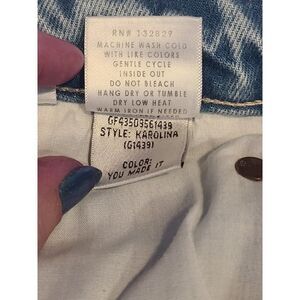 RN# 132829
MACHINE WASH COLD
WITH LIKE COLORS
GENTLE CYCLE
INSIDE OUT
DO NOT BLEACH
HANG DRY OR TUMBLE
DRY LOW HEAT
WARM IRON IF NEEDED
GF43503561439
STYLE: KAROLINA
(G1439)
COLOR:
YOU MADE IT